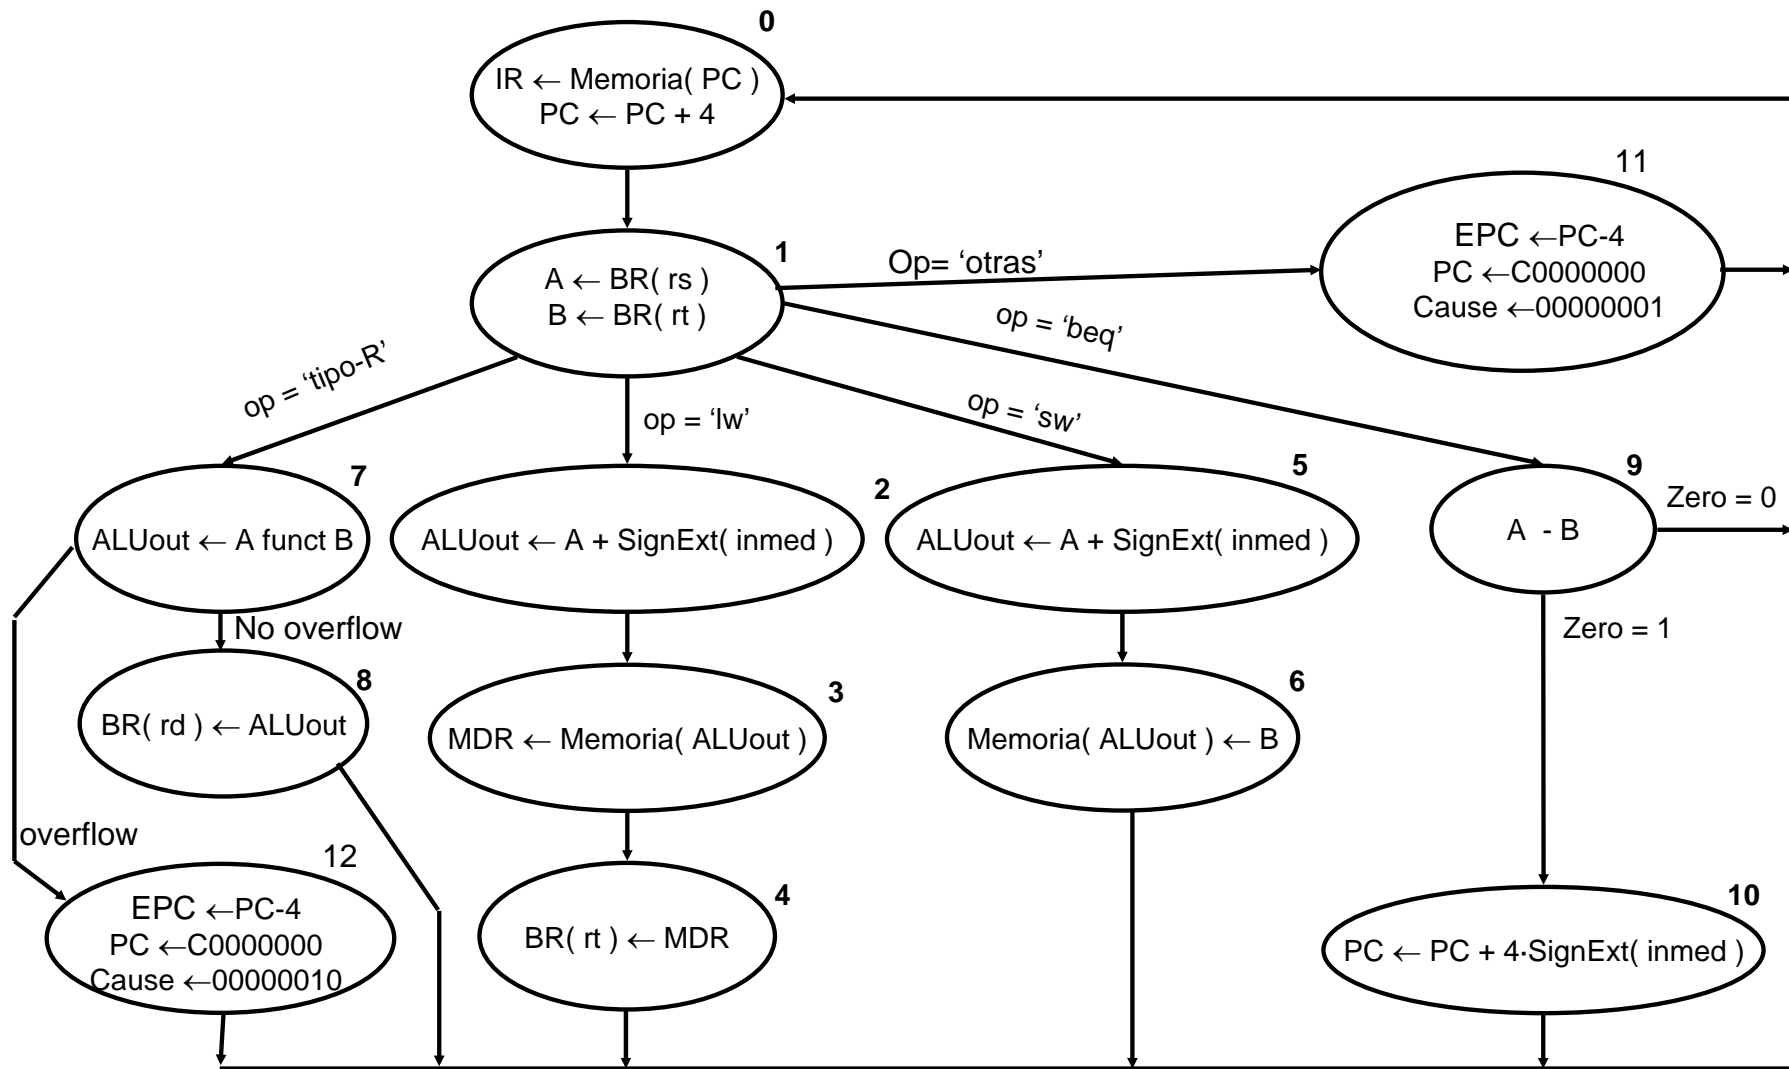 0
IR ← Memoria( PC )
PC ← PC + 4
11
EPC ←PC-4
PC ←C0000000
Cause ←00000001
1
A ← BR( rs )
B ← BR( rt )
Op= ‘otras’
op = ‘beq’
op = ‘tipo-R’
op = ‘lw’
op = ‘sw’
7
ALUout ← A funct B
2
ALUout ← A + SignExt( inmed )
5
ALUout ← A + SignExt( inmed )
9
A - B
Zero = 0
No overflow
Zero = 1
8
BR( rd ) ← ALUout
3
MDR ← Memoria( ALUout )
6
Memoria( ALUout ) ← B
overflow
12
EPC ←PC-4
PC ←C0000000
Cause ←00000010
4
BR( rt ) ← MDR
10
PC ← PC + 4·SignExt( inmed )